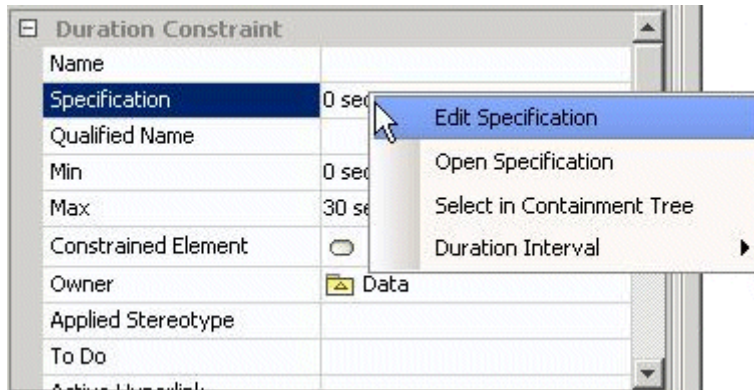 Duration Constraint
Name
Specification 0 sec
Edit Specification
Qualified Name
Open Specification
Min 0 sec
Select in Containment Tree
Max 30 se
Duration Interval
Constrained Element
Owner Data
Applied Stereotype
To Do